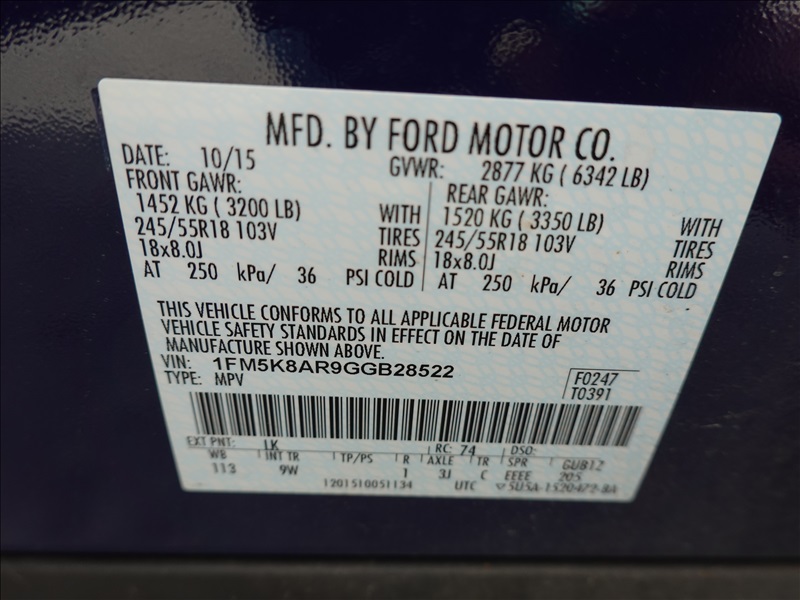 MFD. BY FORD MOTOR CO.
DATE: 10/15 GVWR: 2877 KG ( 6342 LB)
FRONT GAWR: REAR GAWR:
1452 KG ( 3200 LB) WITH 1520 KG ( 3350 LB) WITH
245/55R18 103V TIRES 245/55R18 103V TIRES
18x8.0J RIMS 18x8.0J RIMS
AT 250 kPa/ 36 PSI COLD AT 250 kPa/ 36 PSI COLD
THIS VEHICLE CONFORMS TO ALL APPLICABLE FEDERAL MOTOR
VEHICLE SAFETY STANDARDS IN EFFECT ON THE DATE OF
MANUFACTURE SHOWN ABOVE.
VIN: 1FM5K8AR9GGB28522 F0247
TYPE: MPV T0391
EXT PNT: LK RC: 74 DSO:
WB INT TR TP/PS R AXLE TR SPR GUB12
113 9W 1 3J C EEEE 205
1201510051134 UTC 5U5A-1520472-BA